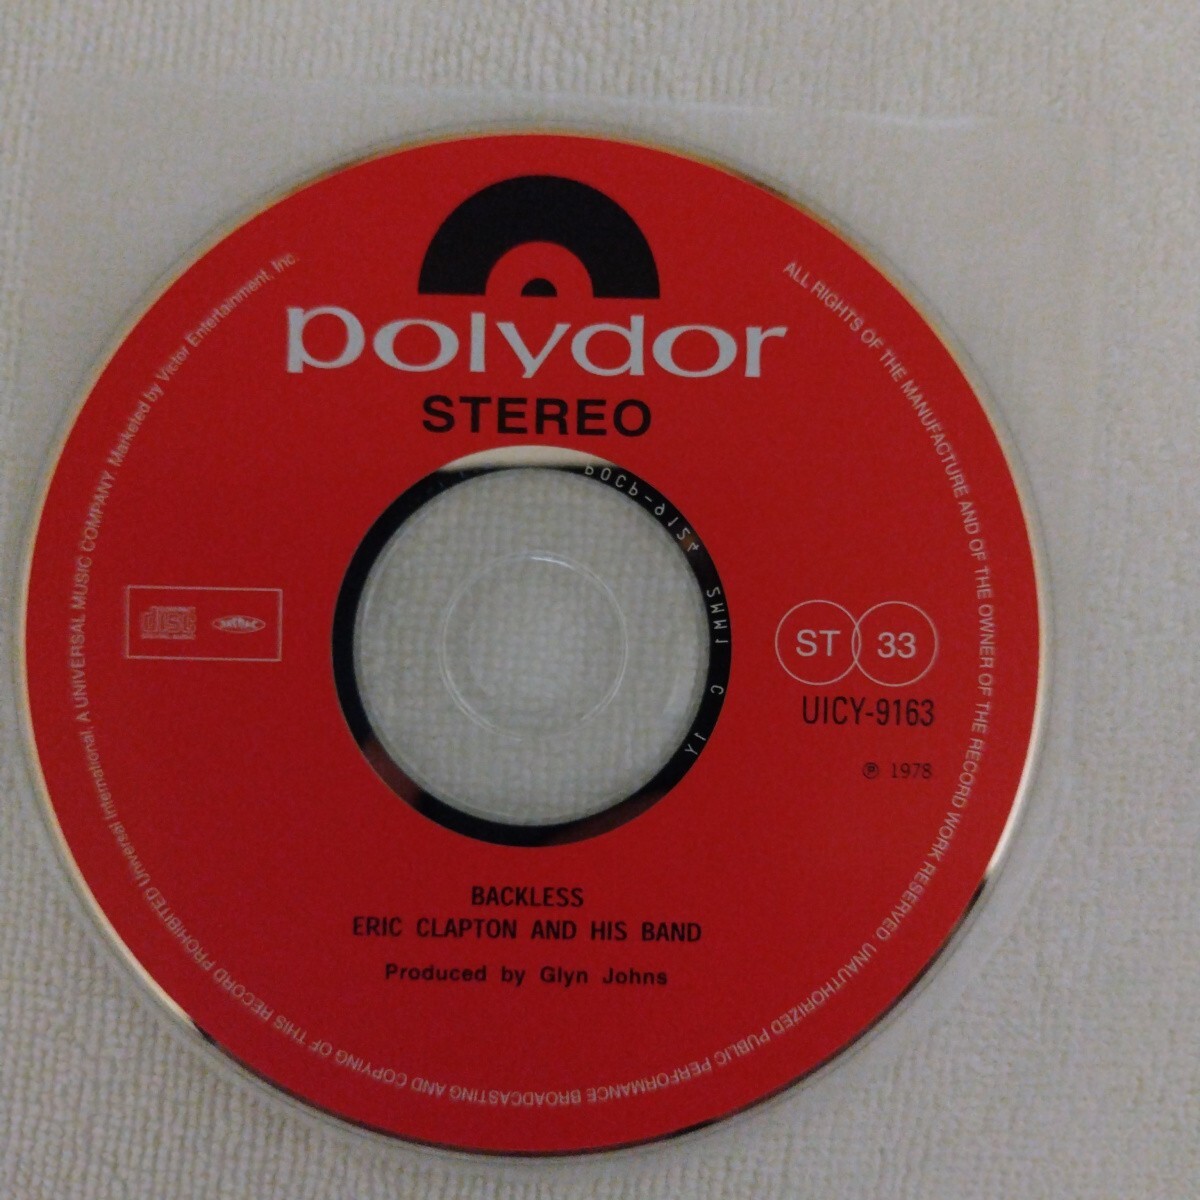 polydor
STEREO
ALL RIGHTS OF THE MANUFACTURE AND OF THE OWNER OF THE RECORD WORK RESERVED. UNAUTHORIZED PUBLIC PERFORMANCE BROADCASTING AND COPYING OF THIS RECORD PROHIBITED Universal International, A UNIVERSAL MUSIC COMPANY. Marketed by Victor Entertainment, Inc.
disc
ST 33
UICY-9163
℗ 1978
BACKLESS
ERIC CLAPTON AND HIS BAND
Produced by Glyn Johns